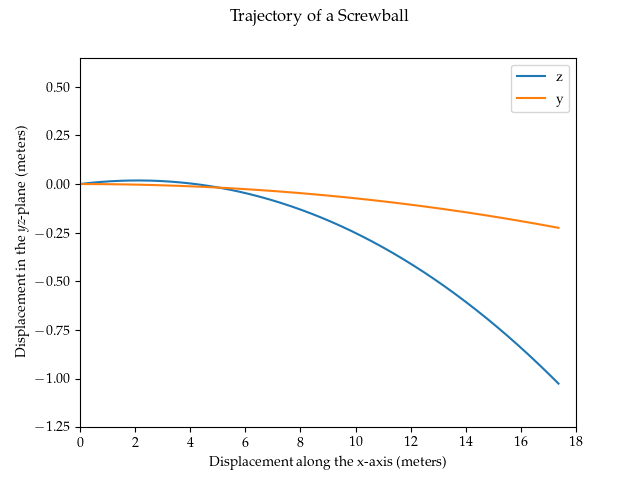 Trajectory of a Screwball
z
y
0.50
0.25
0.00
−0.25
−0.50
−0.75
−1.00
−1.25
Displacement in the yz-plane (meters)
0 2 4 6 8 10 12 14 16 18
Displacement along the x-axis (meters)